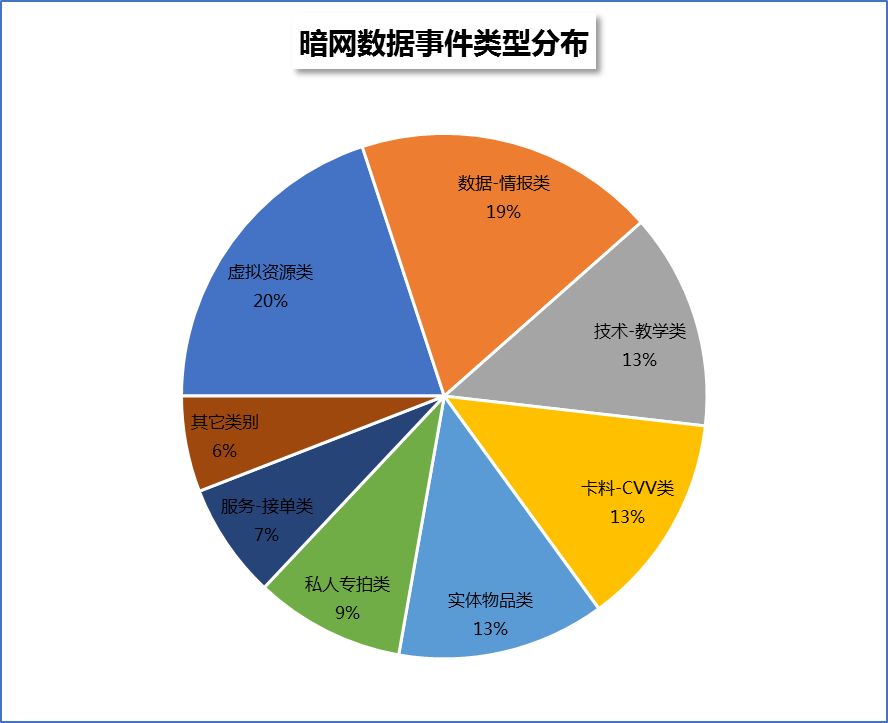 暗网数据事件类型分布
数据-情报类
19%
虚拟资源类
20%
技术-教学类
13%
其它类别
6%
卡料-CVV类
13%
服务-接单类
7%
私人专拍类
9%
实体物品类
13%